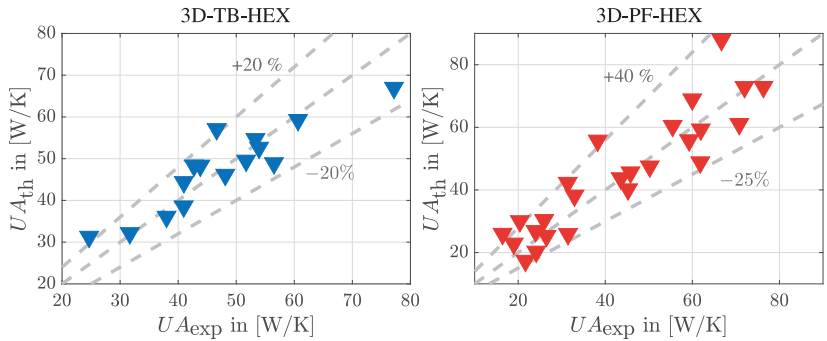 3D-TB-HEX
80
70
60
50
40
30
20
20 30 40 50 60 70 80
+20 %
−20%
UA_th in [W/K]
UA_exp in [W/K]
3D-PF-HEX
80
60
40
20
20 40 60 80
+40 %
−25%
UA_th in [W/K]
UA_exp in [W/K]